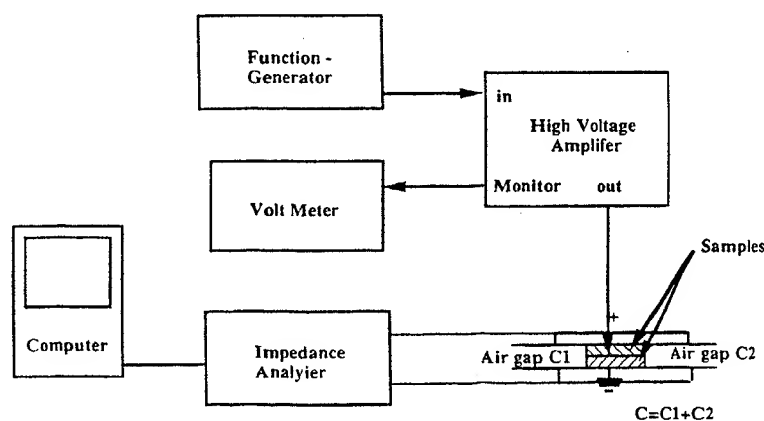 Function -
Generator
in
High Voltage
Amplifer
Monitor out
Volt Meter
Samples
+
Computer
Impedance
Analyier
Air gap C1
Air gap C2
C=C1+C2